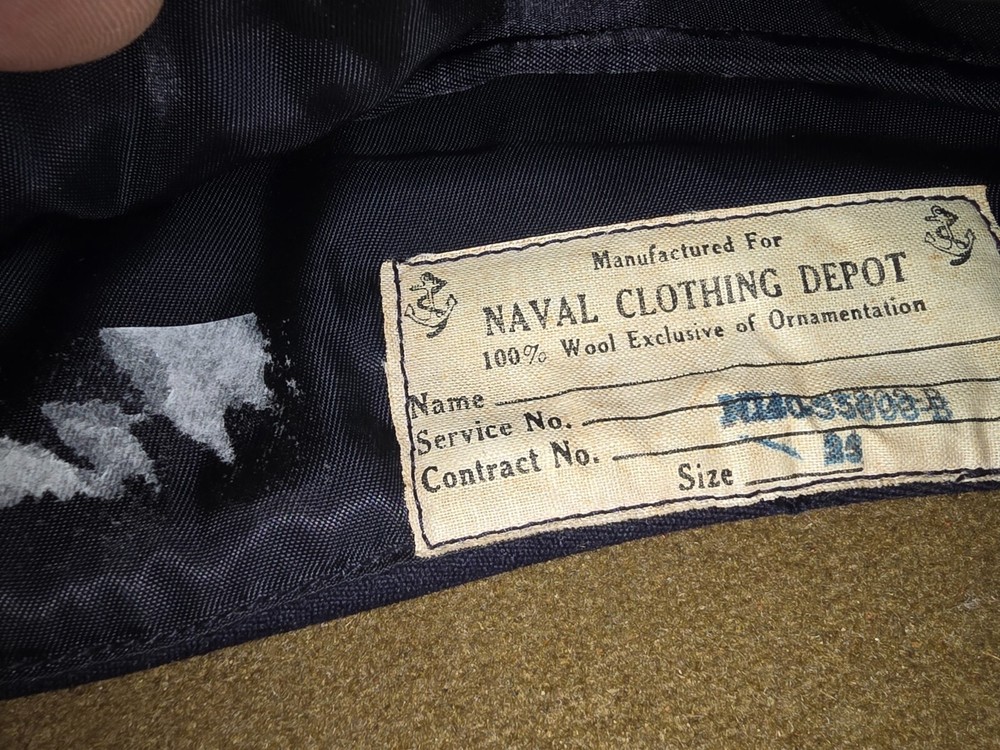 Manufactured For
NAVAL CLOTHING DEPOT
100% Wool Exclusive of Ornamentation
Name
Service No.
Contract No.
Size